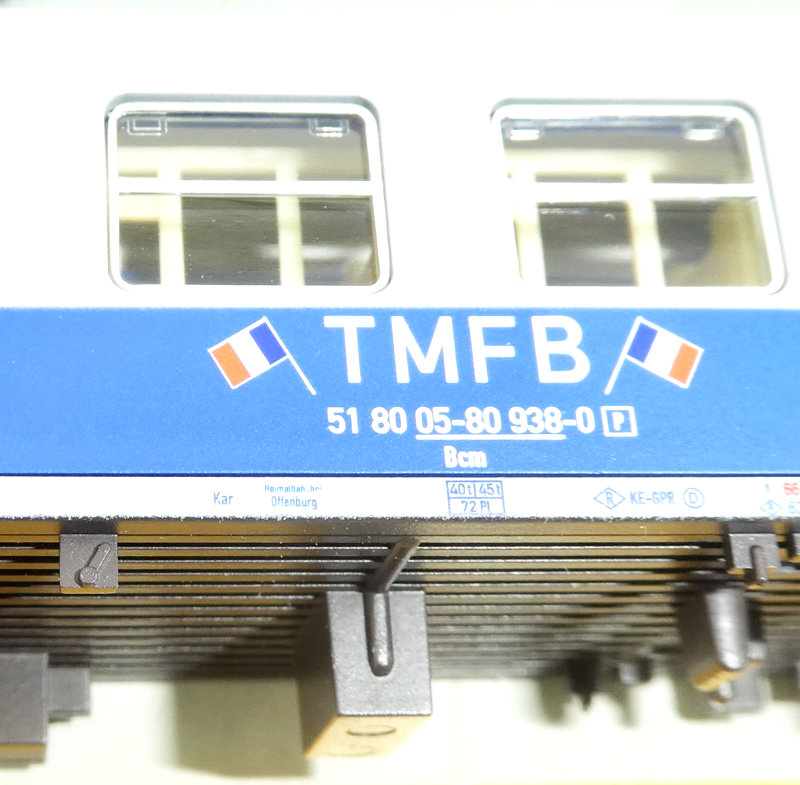 TMFB
51 80 05-80 938-0 P
Bcm
Kar
Offenburg
40t 45t
72 Pl
R KE-GPR D